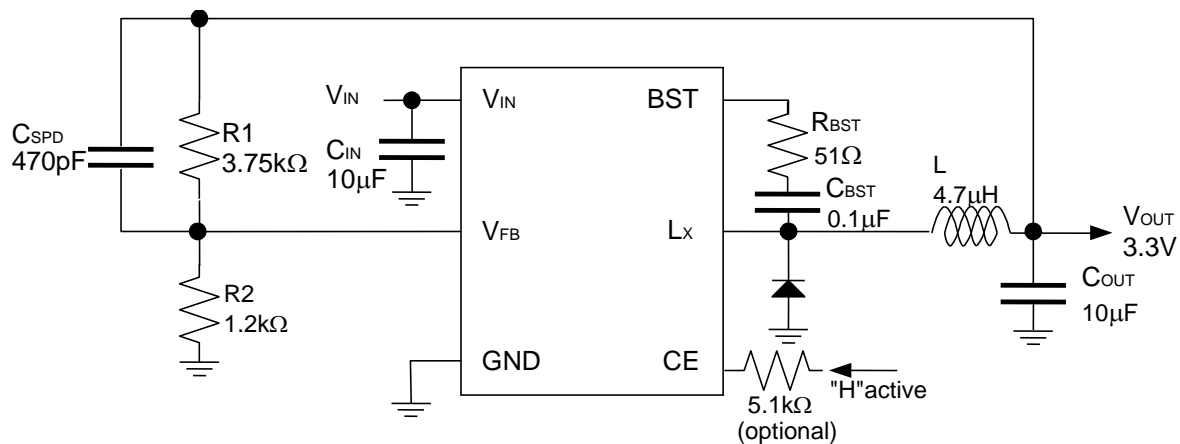 CSPD
470pF
R1
3.75kΩ
R2
1.2kΩ
VIN
CIN
10μF
VIN
BST
VFB
LX
GND
CE
RBST
51Ω
CBST
0.1μF
L
4.7μH
VOUT
3.3V
COUT
10μF
"H"active
5.1kΩ
(optional)